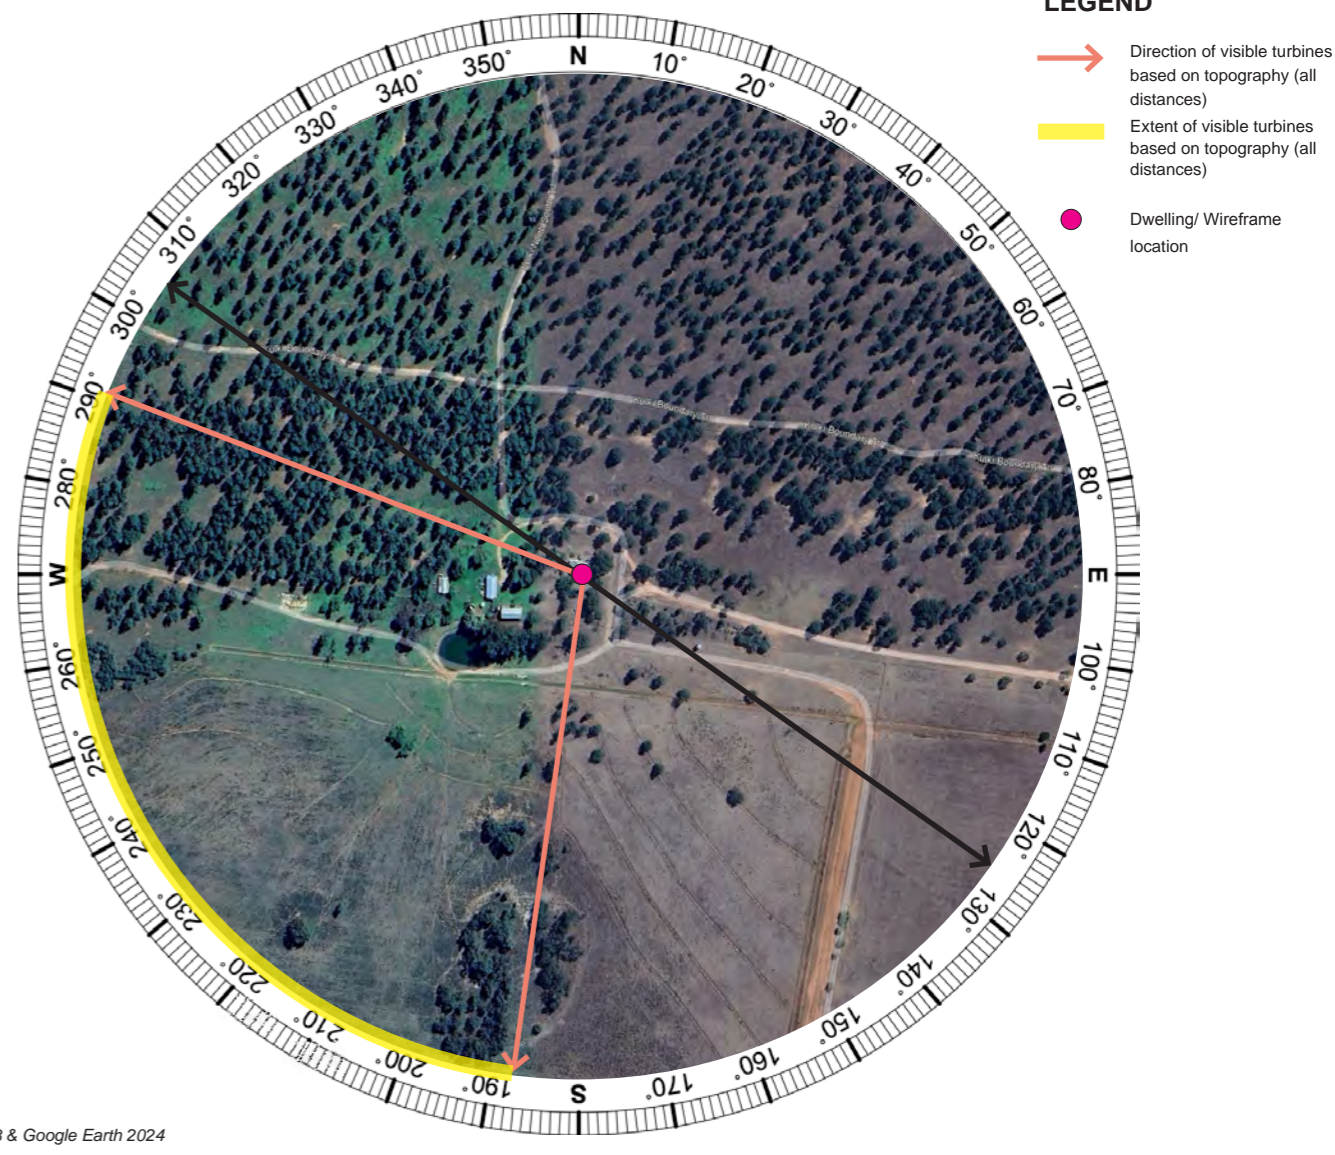 LEGEND
Direction of visible turbines
based on topography (all
distances)
Extent of visible turbines
based on topography (all
distances)
Dwelling/ Wireframe
location
N
10°
20°
30°
40°
50°
60°
70°
80°
E
100°
110°
120°
130°
140°
150°
160°
170°
S
190°
200°
210°
220°
230°
240°
250°
260°
W
280°
290°
300°
310°
320°
330°
340°
350°
& Google Earth 2024